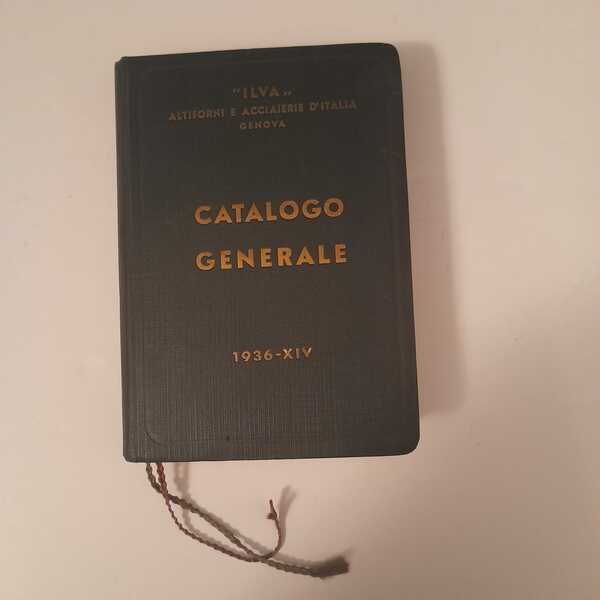 "ILVA„
ALTIFORNI E ACCIAIERIE D'ITALIA
GENOVA
CATALOGO
GENERALE
1936-XIV